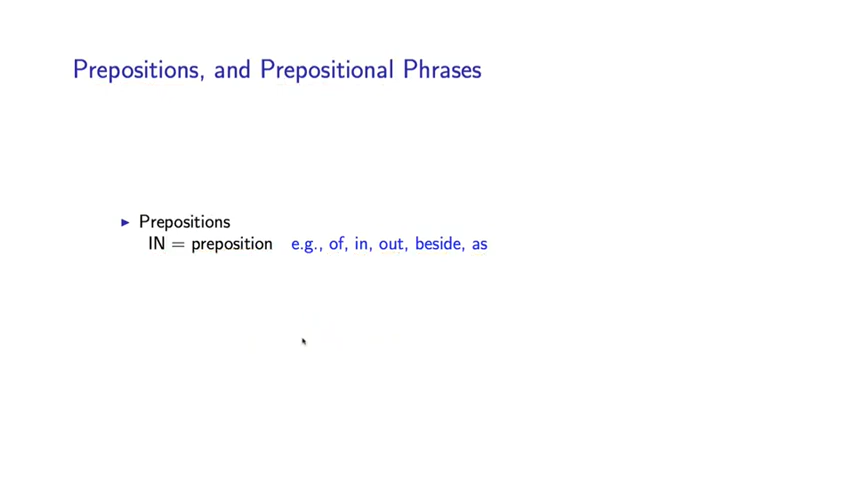 Prepositions, and Prepositional Phrases
▶ Prepositions
IN = preposition e.g., of, in, out, beside, as